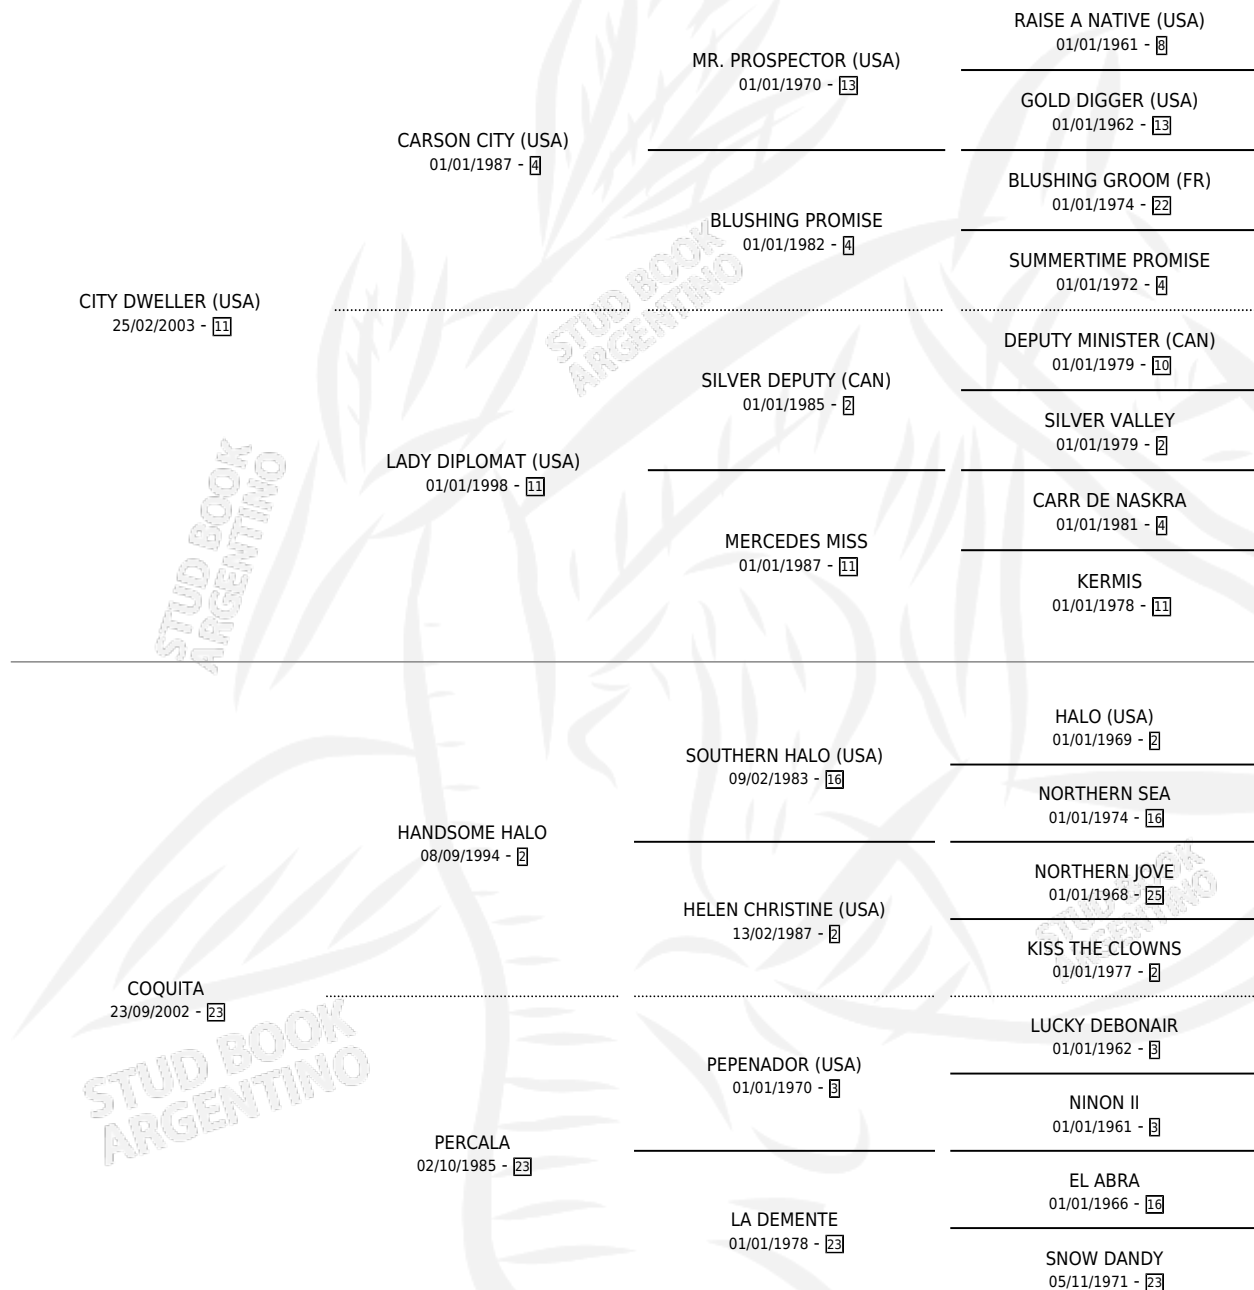 RAISE A NATIVE (USA)
01/01/1961 - 8
MR. PROSPECTOR (USA)
01/01/1970 - 13
GOLD DIGGER (USA)
01/01/1962 - 13
CARSON CITY (USA)
01/01/1987 - 4
BLUSHING GROOM (FR)
01/01/1974 - 22
BLUSHING PROMISE
01/01/1982 - 4
SUMMERTIME PROMISE
01/01/1972 - 4
CITY DWELLER (USA)
25/02/2003 - 11
STUD BOOK
ARGENTINO
DEPUTY MINISTER (CAN)
01/01/1979 - 10
SILVER DEPUTY (CAN)
01/01/1985 - 2
SILVER VALLEY
01/01/1979 - 2
LADY DIPLOMAT (USA)
01/01/1998 - 11
CARR DE NASKRA
01/01/1981 - 4
MERCEDES MISS
01/01/1987 - 11
KERMIS
01/01/1978 - 11
STUD BOOK
ARGENTINO
HALO (USA)
01/01/1969 - 2
SOUTHERN HALO (USA)
09/02/1983 - 16
NORTHERN SEA
01/01/1974 - 16
HANDSOME HALO
08/09/1994 - 2
NORTHERN JOVE
01/01/1968 - 25
HELEN CHRISTINE (USA)
13/02/1987 - 2
KISS THE CLOWNS
01/01/1977 - 2
STUD BOOK
ARGENTINO
COQUITA
23/09/2002 - 23
LUCKY DEBONAIR
01/01/1962 - 3
PEPENADOR (USA)
01/01/1970 - 3
NINON II
01/01/1961 - 3
STUD BOOK
ARGENTINO
PERCALA
02/10/1985 - 23
EL ABRA
01/01/1966 - 16
LA DEMENTE
01/01/1978 - 23
SNOW DANDY
05/11/1971 - 23